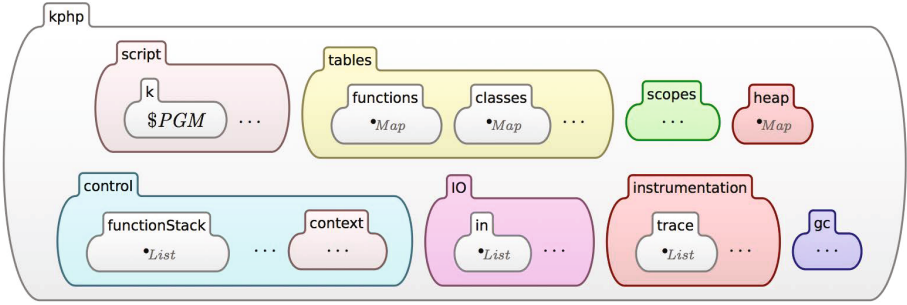 kphp
script
tables
k
functions
classes
scopes
heap
$PGM
...
•Map
•Map
...
...
•Map
control
IO
instrumentation
functionStack
context
in
trace
gc
•List
...
...
•List
...
•List
...
...